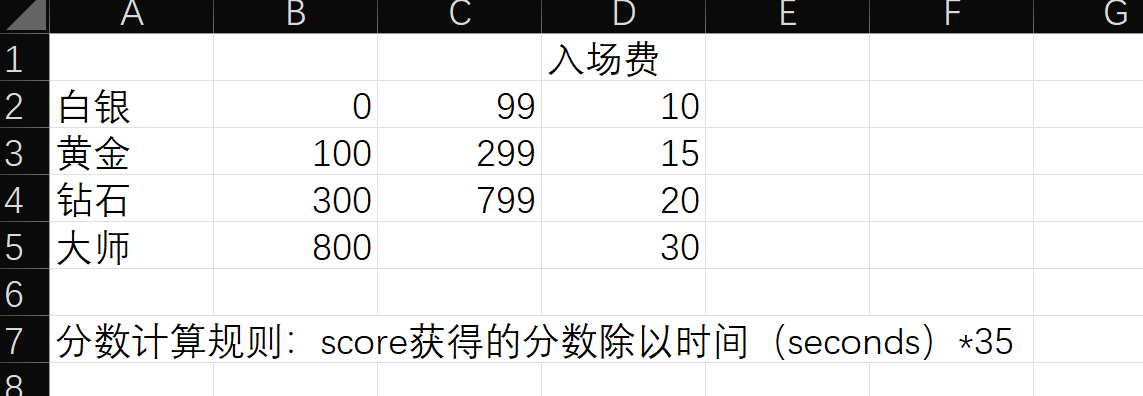 A B C D E F G
1 入场费
2 白银 0 99 10
3 黄金 100 299 15
4 钻石 300 799 20
5 大师 800 30
6
7 分数计算规则：score获得的分数除以时间（seconds）*35
8